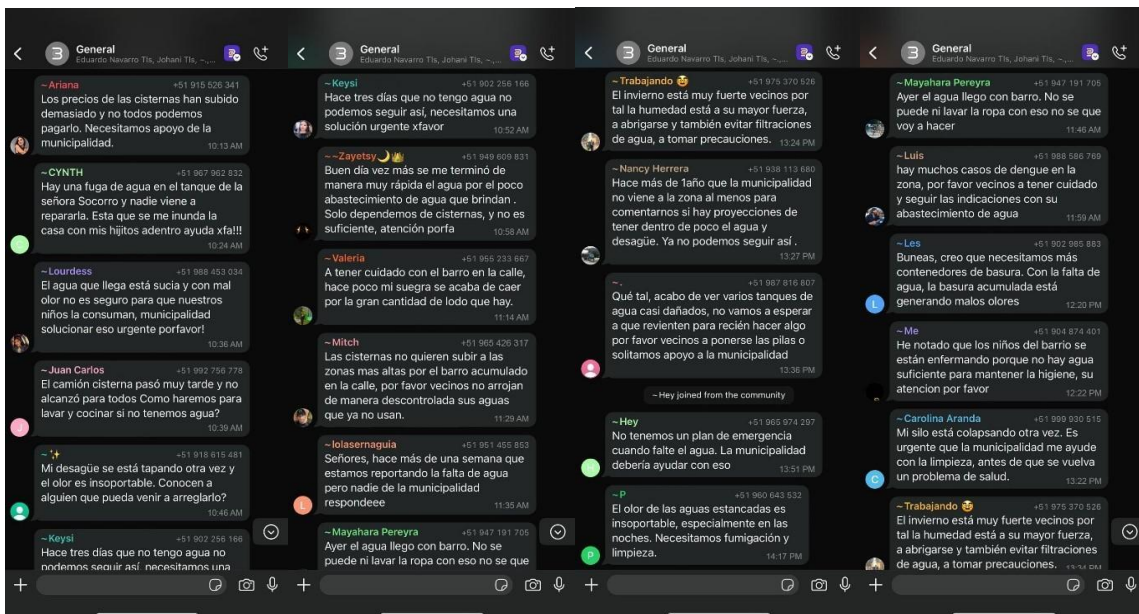 General
Eduardo Navarro Tls, Johani Tls, ~.,...
~Ariana +51 915 526 341
Los precios de las cisternas han subido
demasiado y no todos podemos
pagarlo. Necesitamos apoyo de la
municipalidad.
10:13 AM
~CYNTH +51 967 962 832
Hay una fuga de agua en el tanque de la
señora Socorro y nadie viene a
repararla. Esta que se me inunda la
casa con mis hijitos adentro ayuda xfa!!!
10:24 AM
~Lourdess +51 988 453 034
El agua que llega está sucia y con mal
olor no es seguro para que nuestros
niños la consuman, municipalidad
solucionar eso urgente porfavor!
10:36 AM
~Juan Carlos +51 992 756 778
El camión cisterna pasó muy tarde y no
alcanzó para todos Como haremos para
lavar y cocinar si no tenemos agua?
10:39 AM
~✨ +51 918 615 481
Mi desagüe se está tapando otra vez y
el olor es insoportable. Conocen a
alguien que pueda venir a arreglarlo?
10:46 AM
~Keysi +51 902 256 166
Hace tres días que no tengo agua no
podemos seguir así, necesitamos una
General
Eduardo Navarro Tls, Johani Tls, ~.,...
~Keysi +51 902 256 166
Hace tres días que no tengo agua no
podemos seguir así, necesitamos una
solución urgente xfavor
10:52 AM
~~Zayetsy🌙👑 +51 949 609 831
Buen día vez más se me terminó de
manera muy rápida el agua por el poco
abastecimiento de agua que brindan .
Solo dependemos de cisternas, y no es
suficiente, atención porfa
10:58 AM
~Valeria +51 955 233 667
A tener cuidado con el barro en la calle,
hace poco mi suegra se acaba de caer
por la gran cantidad de lodo que hay.
11:14 AM
~Mitch +51 965 426 317
Las cisternas no quieren subir a las
zonas mas altas por el barro acumulado
en la calle, por favor vecinos no arrojan
de manera descontrolada sus aguas
que ya no usan.
11:29 AM
~lolasernaguia +51 951 455 853
Señores, hace más de una semana que
estamos reportando la falta de agua
pero nadie de la municipalidad
respondeee
11:35 AM
~Mayahara Pereyra +51 947 191 705
Ayer el agua llego con barro. No se
puede ni lavar la ropa con eso no se que
General
Eduardo Navarro Tls, Johani Tls, ~.,...
~Trabajando 🤠 +51 975 370 526
El invierno está muy fuerte vecinos por
tal la humedad está a su mayor fuerza,
a abrigarse y también evitar filtraciones
de agua, a tomar precauciones.
13:24 PM
~Nancy Herrera +51 938 113 680
Hace más de 1año que la municipalidad
no viene a la zona al menos para
comentarnos si hay proyecciones de
tener dentro de poco el agua y
desagüe. Ya no podemos seguir así .
13:27 PM
~. +51 987 816 807
Qué tal, acabo de ver varios tanques de
agua casi dañados, no vamos a esperar
a que revienten para recién hacer algo
por favor vecinos a ponerse las pilas o
solitamos apoyo a la municipalidad
13:36 PM
~Hey joined from the community
~Hey +51 965 974 297
No tenemos un plan de emergencia
cuando falte el agua. La municipalidad
debería ayudar con eso
13:51 PM
~P +51 960 643 532
El olor de las aguas estancadas es
insoportable, especialmente en las
noches. Necesitamos fumigación y
limpieza.
14:17 PM
General
Eduardo Navarro Tls, Johani Tls, ~.,...
~Mayahara Pereyra +51 947 191 705
Ayer el agua llego con barro. No se
puede ni lavar la ropa con eso no se que
voy a hacer
11:46 AM
~Luis +51 988 586 769
hay muchos casos de dengue en la
zona, por favor vecinos a tener cuidado
y seguir las indicaciones con su
abastecimiento de agua
11:59 AM
~Les +51 902 985 883
Buneas, creo que necesitamos más
contenedores de basura. Con la falta de
agua, la basura acumulada está
generando malos olores
12:20 PM
~Me +51 904 874 401
He notado que los niños del barrio se
están enfermando porque no hay agua
suficiente para mantener la higiene, su
atencion por favor
12:22 PM
~Carolina Aranda +51 999 930 515
Mi silo está colapsando otra vez. Es
urgente que la municipalidad me ayude
con la limpieza, antes de que se vuelva
un problema de salud.
13:22 PM
~Trabajando 🤠 +51 975 370 526
El invierno está muy fuerte vecinos por
tal la humedad está a su mayor fuerza,
a abrigarse y también evitar filtraciones
de agua, a tomar precauciones.